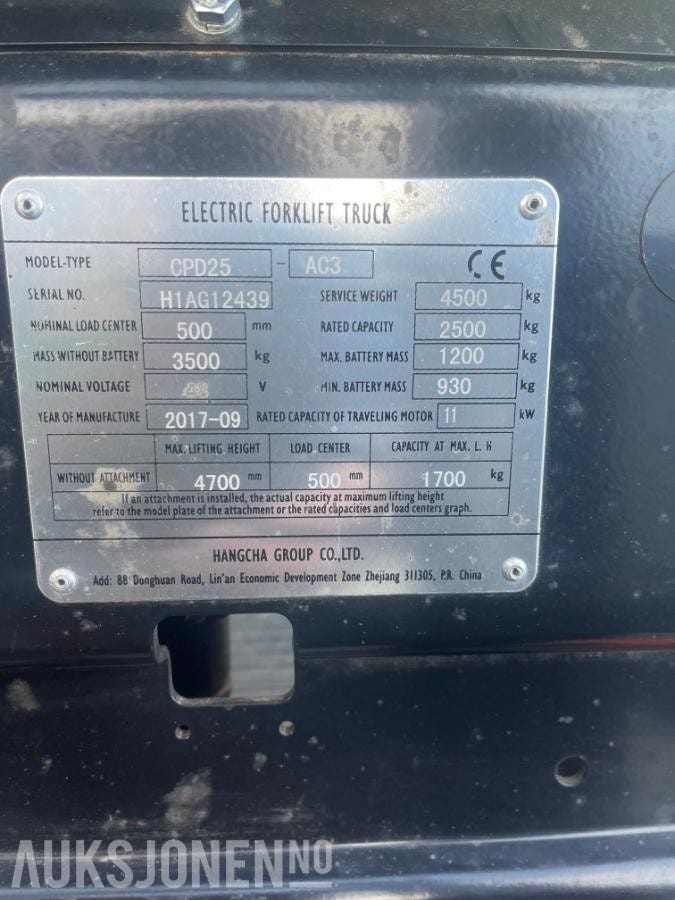 ELECTRIC FORKLIFT TRUCK
MODEL-TYPE CPD25 - AC3 CE
SERIAL NO. H1AG12439 SERVICE WEIGHT 4500 kg
NOMINAL LOAD CENTER 500 mm RATED CAPACITY 2500 kg
MASS WITHOUT BATTERY 3500 kg MAX. BATTERY MASS 1200 kg
NOMINAL VOLTAGE V MIN. BATTERY MASS 930 kg
YEAR OF MANUFACTURE 2017-09 RATED CAPACITY OF TRAVELING MOTOR 11 kW
MAX. LIFTING HEIGHT LOAD-CENTER CAPACITY AT MAX. L. H
WITHOUT ATTACHMENT 4700 mm 500 mm 1700 kg
If an attachment is installed, the actual capacity at maximum lifting height
refer to the model plate of the attachment or the rated capacities and load centers graph.
HANGCHA GROUP CO.,LTD.
Add: 88 Donghuan Road, Lin'an Economic Development Zone Zhejiang 311305, P.R. China
AUKSJONEN.NO